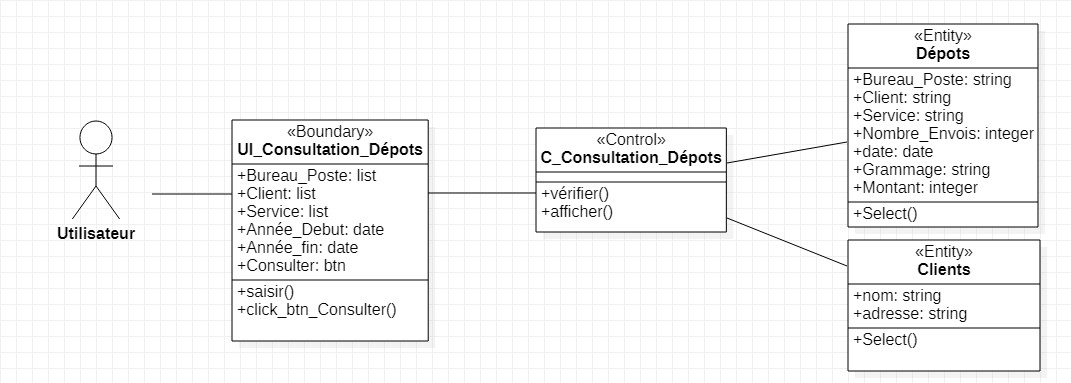 Utilisateur
«Boundary»
UI_Consultation_Dépots
+Bureau_Poste: list
+Client: list
+Service: list
+Année_Debut: date
+Année_fin: date
+Consulter: btn
+saisir()
+click_btn_Consulter()
«Control»
C_Consultation_Dépots
+vérifier()
+afficher()
«Entity»
Dépots
+Bureau_Poste: string
+Client: string
+Service: string
+Nombre_Envois: integer
+date: date
+Grammage: string
+Montant: integer
+Select()
«Entity»
Clients
+nom: string
+adresse: string
+Select()